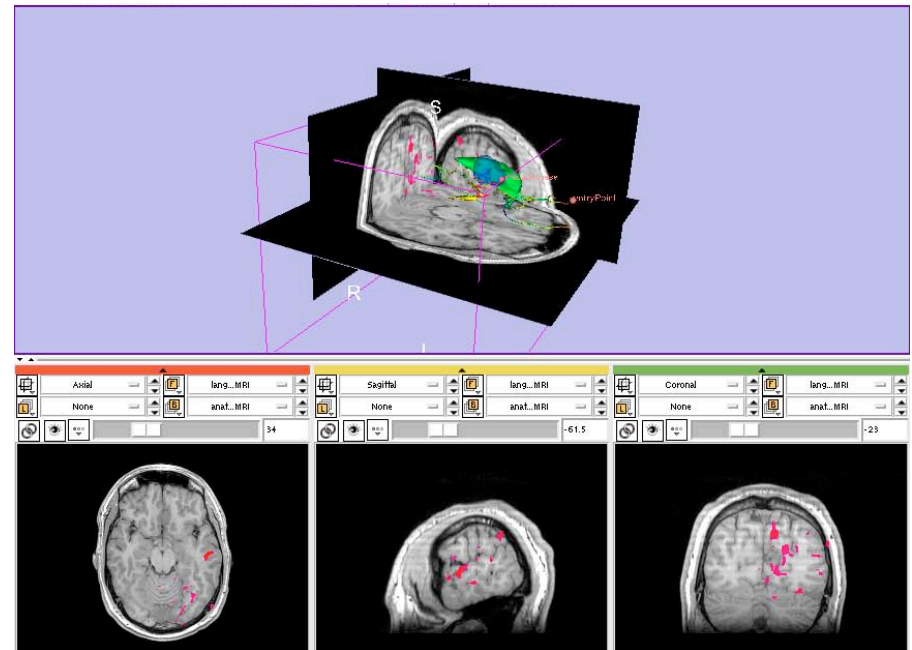 S
ntryPoint
R
Axial F lang...MRI Sagittal F lang...MRI Coronal F lang...MRI
L None B anat...MRI L None B anat...MRI L None B anat...MRI
34 -61.5 -23